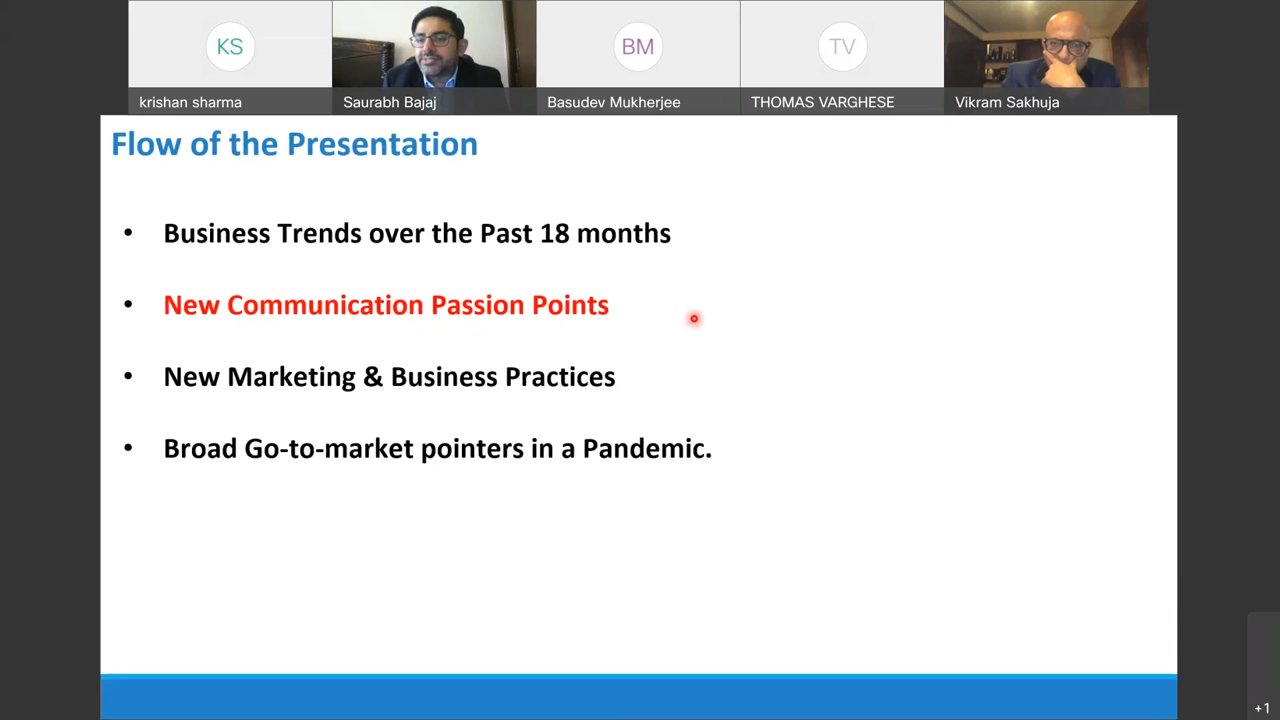 KS
BM
TV
krishan sharma
Saurabh Bajaj
Basudev Mukherjee
THOMAS VARGHESE
Vikram Sakhuja
Flow of the Presentation
• Business Trends over the Past 18 months
• New Communication Passion Points
• New Marketing & Business Practices
• Broad Go-to-market pointers in a Pandemic.
+1